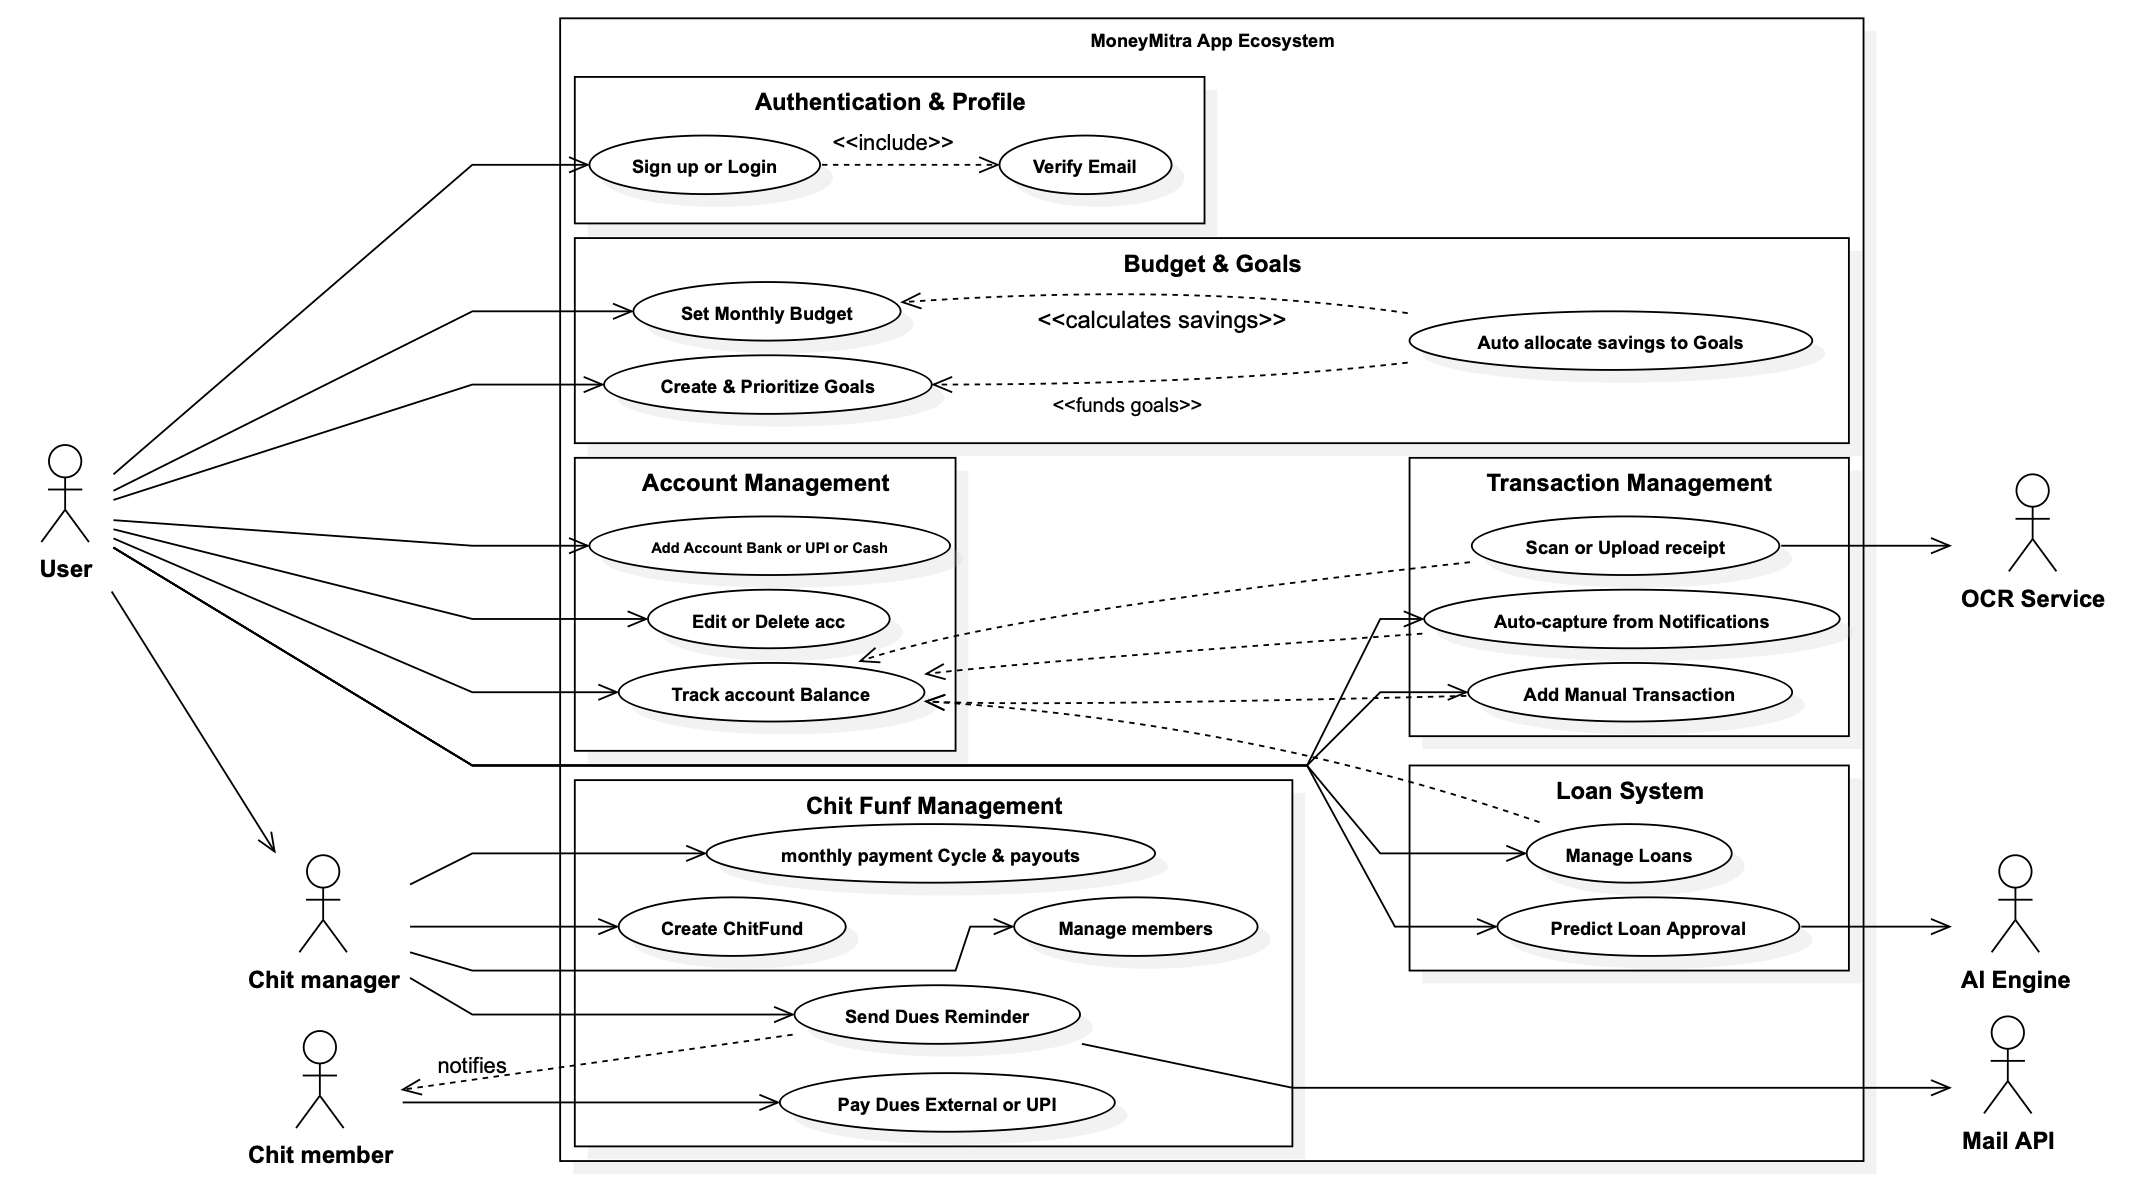 MoneyMitra App Ecosystem
Authentication & Profile
<<include>>
Sign up or Login
Verify Email
Budget & Goals
Set Monthly Budget
<<calculates savings>>
Auto allocate savings to Goals
Create & Prioritize Goals
<<funds goals>>
User
Account Management
Add Account Bank or UPI or Cash
Edit or Delete acc
Track account Balance
Transaction Management
Scan or Upload receipt
Auto-capture from Notifications
Add Manual Transaction
OCR Service
Chit Funf Management
monthly payment Cycle & payouts
Create ChitFund
Manage members
Send Dues Reminder
notifies
Pay Dues External or UPI
Loan System
Manage Loans
Predict Loan Approval
Chit manager
Chit member
AI Engine
Mail API